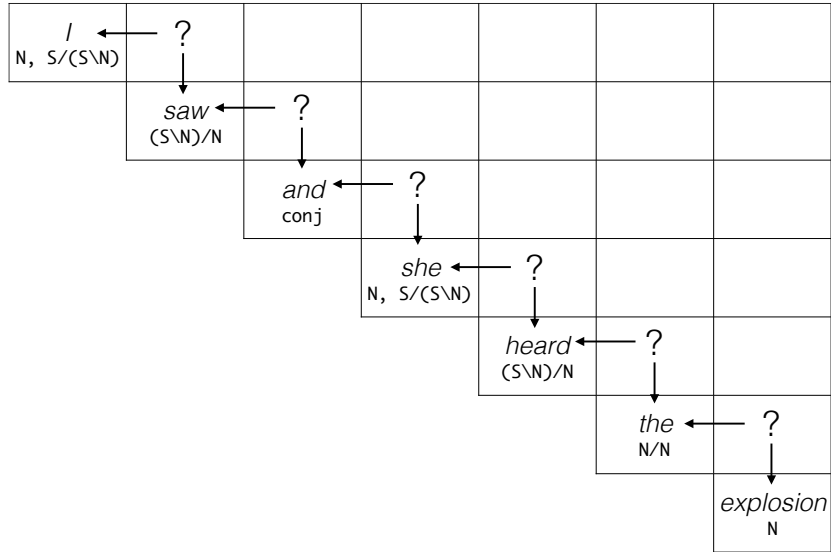 I ?
N, S/(S\N)
saw ?
(S\N)/N
and ?
conj
she ?
N, S/(S\N)
heard ?
(S\N)/N
the ?
N/N
explosion
N